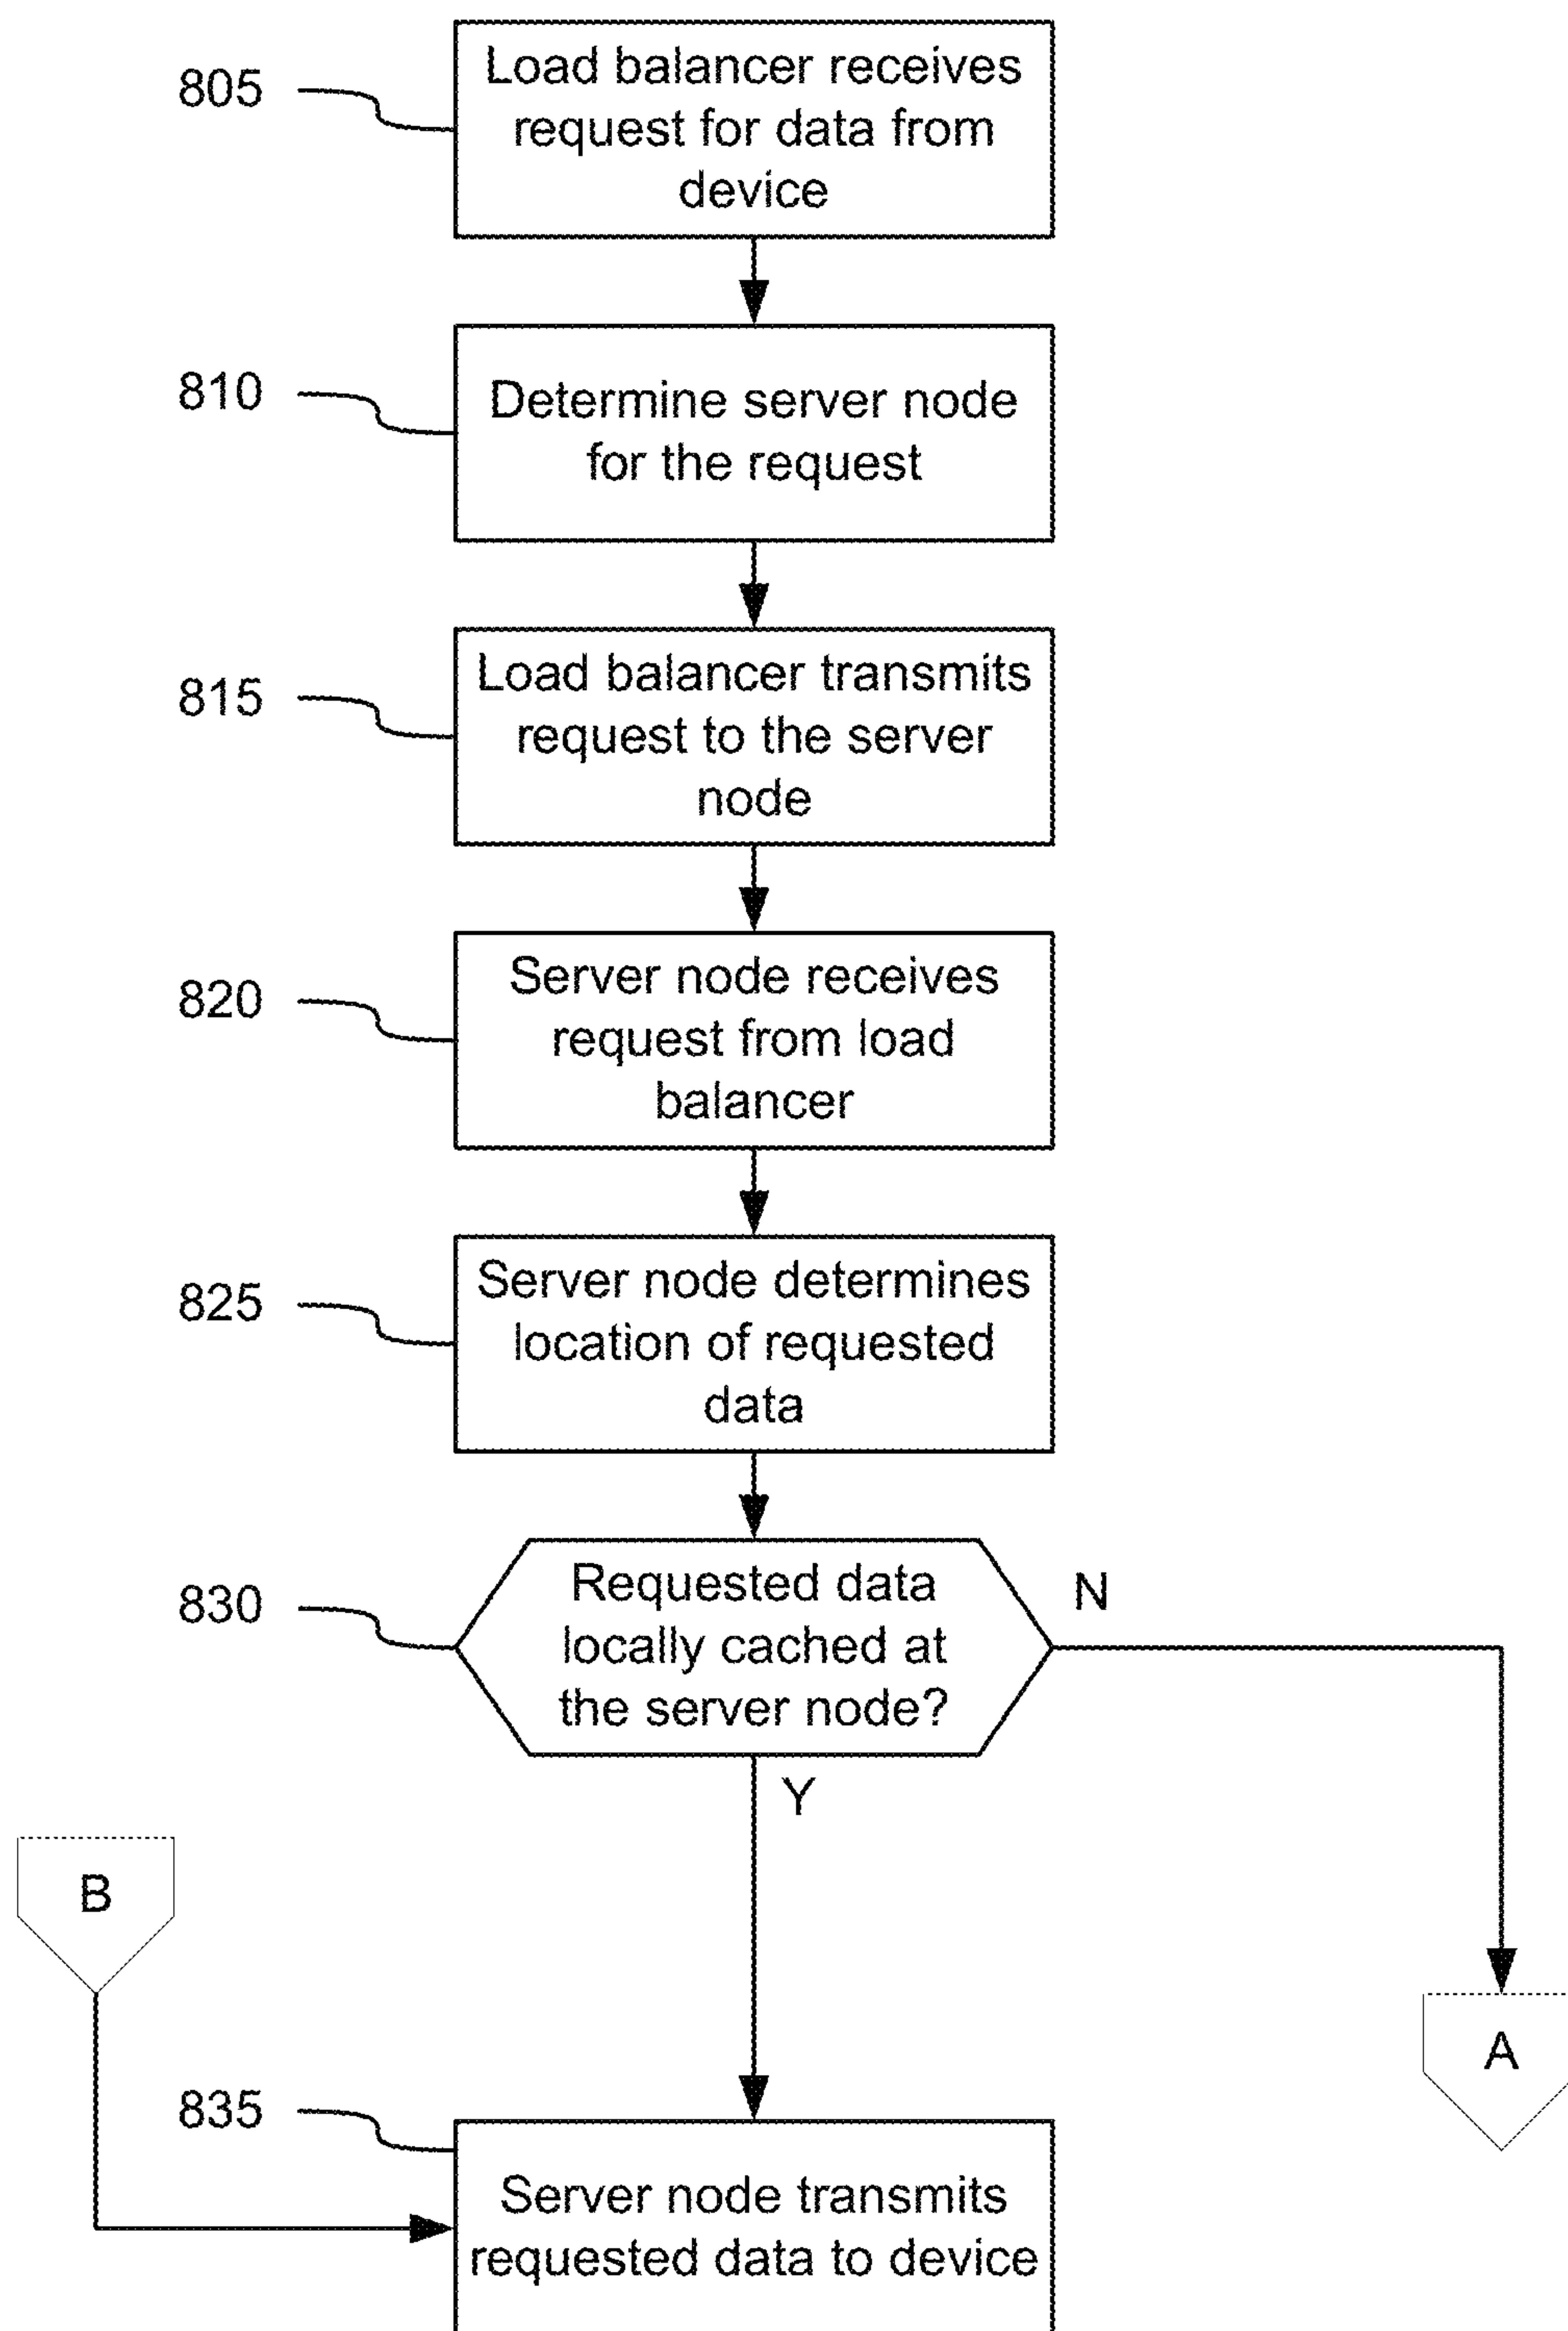 805
Load balancer receives
request for data from
device
810
Determine server node
for the request
815
Load balancer transmits
request to the server
node
820
Server node receives
request from load
balancer
825
Server node determines
location of requested
data
830
Requested data
locally cached at
the server node?
N
Y
B
A
835
Server node transmits
requested data to device